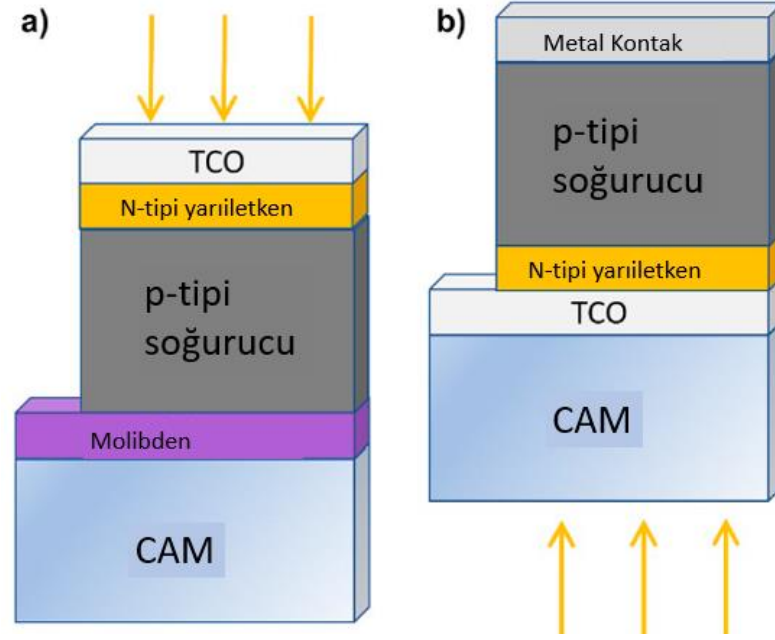 a)
TCO
N-tipi yarıiletken
p-tipi
soğurucu
Molibden
CAM
b)
Metal Kontak
p-tipi
soğurucu
N-tipi yarıiletken
TCO
CAM